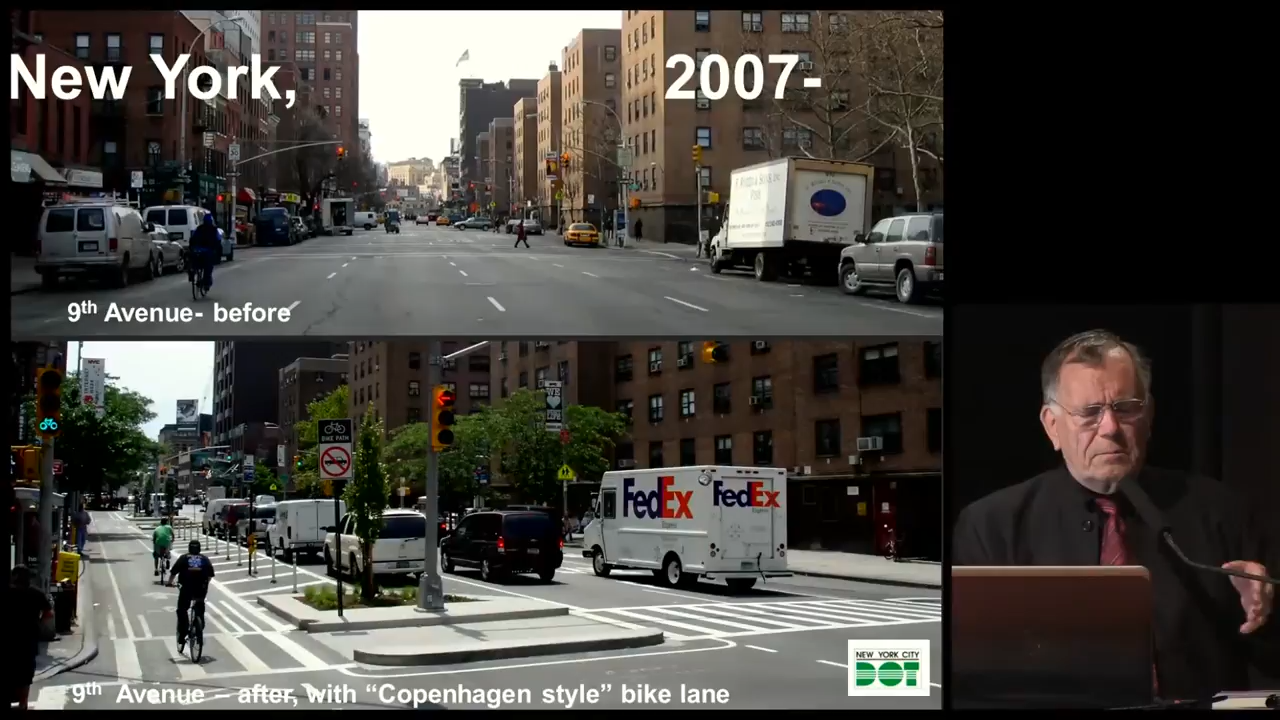 New York, 2007-
9th Avenue- before
BIKE PATH
FedEx FedEx
Express
NEW YORK CITY
DOT
9th Avenue – after, with “Copenhagen style” bike lane